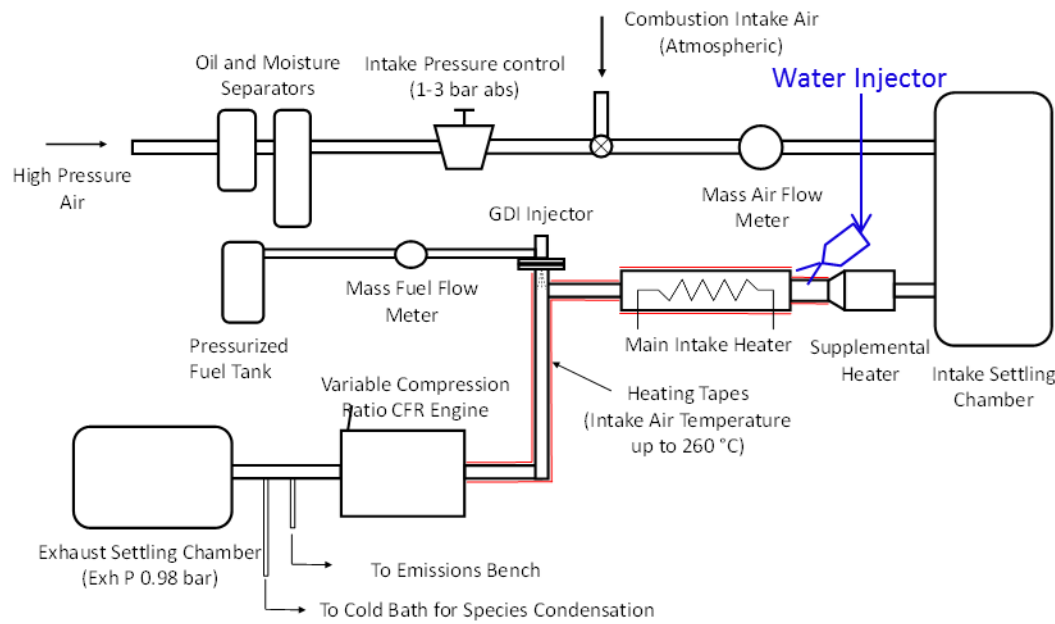 Combustion Intake Air
(Atmospheric)
Oil and Moisture
Separators
Intake Pressure control
(1-3 bar abs)
Water Injector
High Pressure
Air
Mass Air Flow
Meter
GDI Injector
Mass Fuel Flow
Meter
Pressurized
Fuel Tank
Main Intake Heater
Supplemental
Heater
Intake Settling
Chamber
Variable Compression
Ratio CFR Engine
Heating Tapes
(Intake Air Temperature
up to 260 °C)
Exhaust Settling Chamber
(Exh P 0.98 bar)
To Emissions Bench
To Cold Bath for Species Condensation